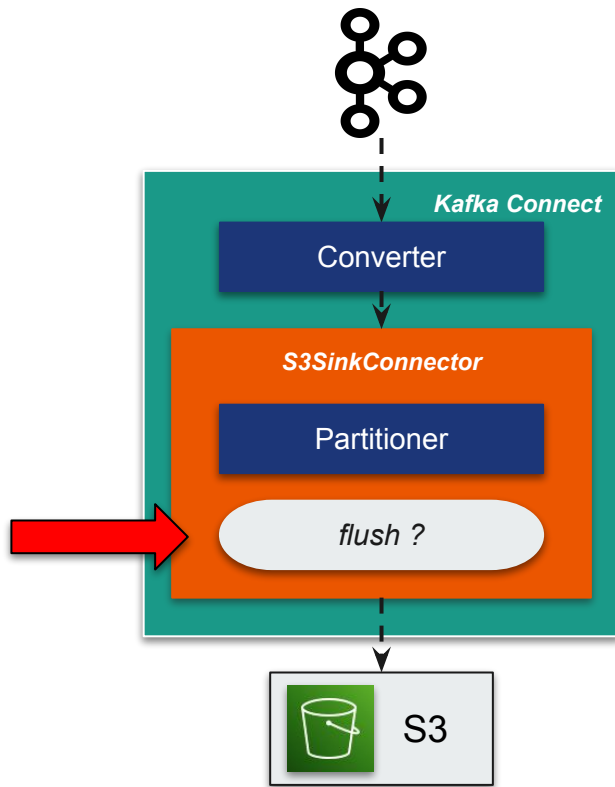 Kafka Connect
Converter
S3SinkConnector
Partitioner
flush ?
S3